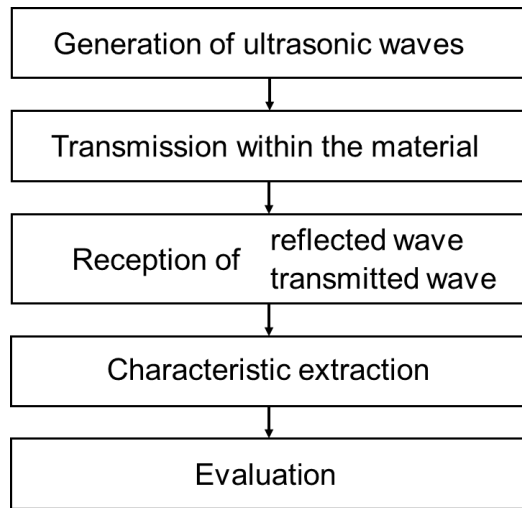 Generation of ultrasonic waves
Transmission within the material
Reception of
reflected wave
transmitted wave
Characteristic extraction
Evaluation